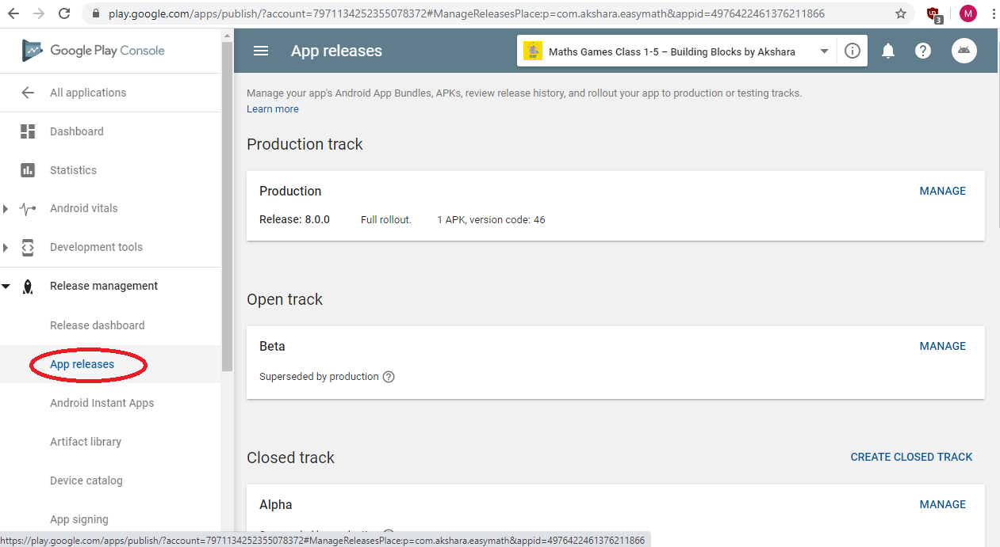 play.google.com/apps/publish/?account=7971134252355078372#ManageReleasesPlace:p=com.akshara.easymath&appid=4976422461376211866
3
M
Google Play Console
App releases
Maths Games Class 1-5 – Building Blocks by Akshara
All applications
Dashboard
Statistics
Android vitals
Development tools
Release management
Release dashboard
App releases
Android Instant Apps
Artifact library
Device catalog
App signing
Manage your app's Android App Bundles, APKs, review release history, and rollout your app to production or testing tracks.
Learn more
Production track
Production
MANAGE
Release: 8.0.0 Full rollout. 1 APK, version code: 46
Open track
Beta
MANAGE
Superseded by production ?
Closed track
CREATE CLOSED TRACK
Alpha
MANAGE
https://play.google.com/apps/publish/?account=7971134252355078372#ManageReleasesPlace:p=com.akshara.easymath&appid=4976422461376211866